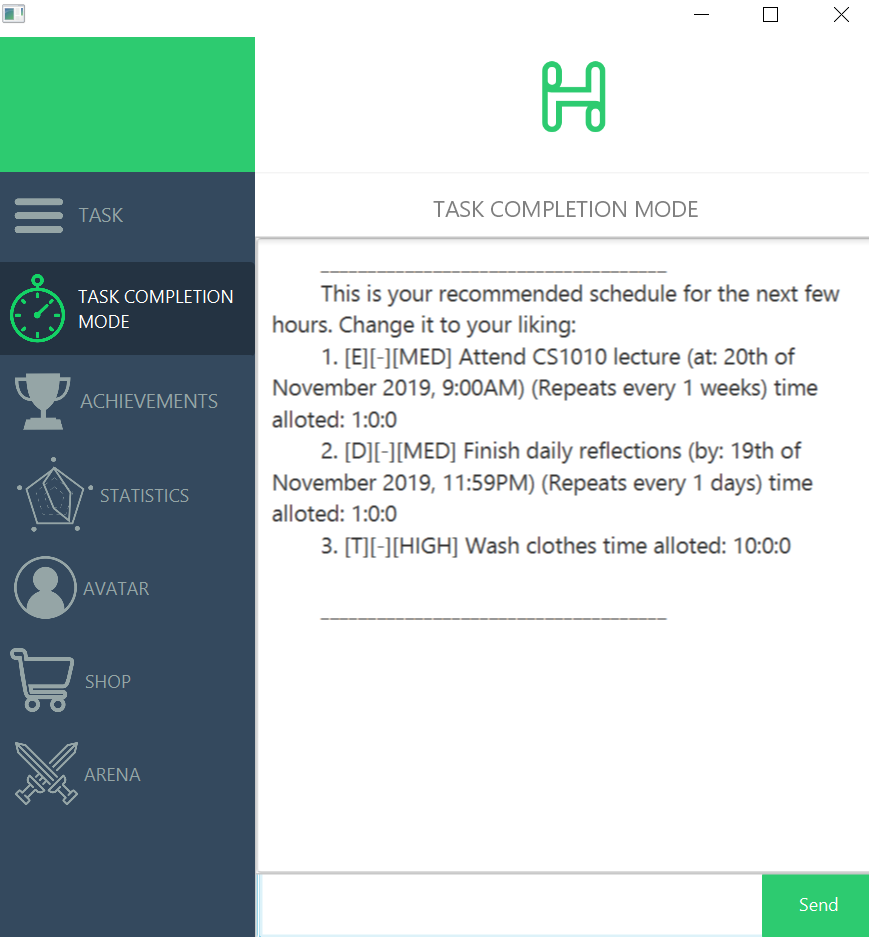 TASK
TASK COMPLETION
MODE
ACHIEVEMENTS
STATISTICS
AVATAR
SHOP
ARENA
TASK COMPLETION MODE
____________________________________
This is your recommended schedule for the next few
hours. Change it to your liking:
1. [E][-][MED] Attend CS1010 lecture (at: 20th of
November 2019, 9:00AM) (Repeats every 1 weeks) time
alloted: 1:0:0
2. [D][-][MED] Finish daily reflections (by: 19th of
November 2019, 11:59PM) (Repeats every 1 days) time
alloted: 1:0:0
3. [T][-][HIGH] Wash clothes time alloted: 10:0:0
____________________________________
Send